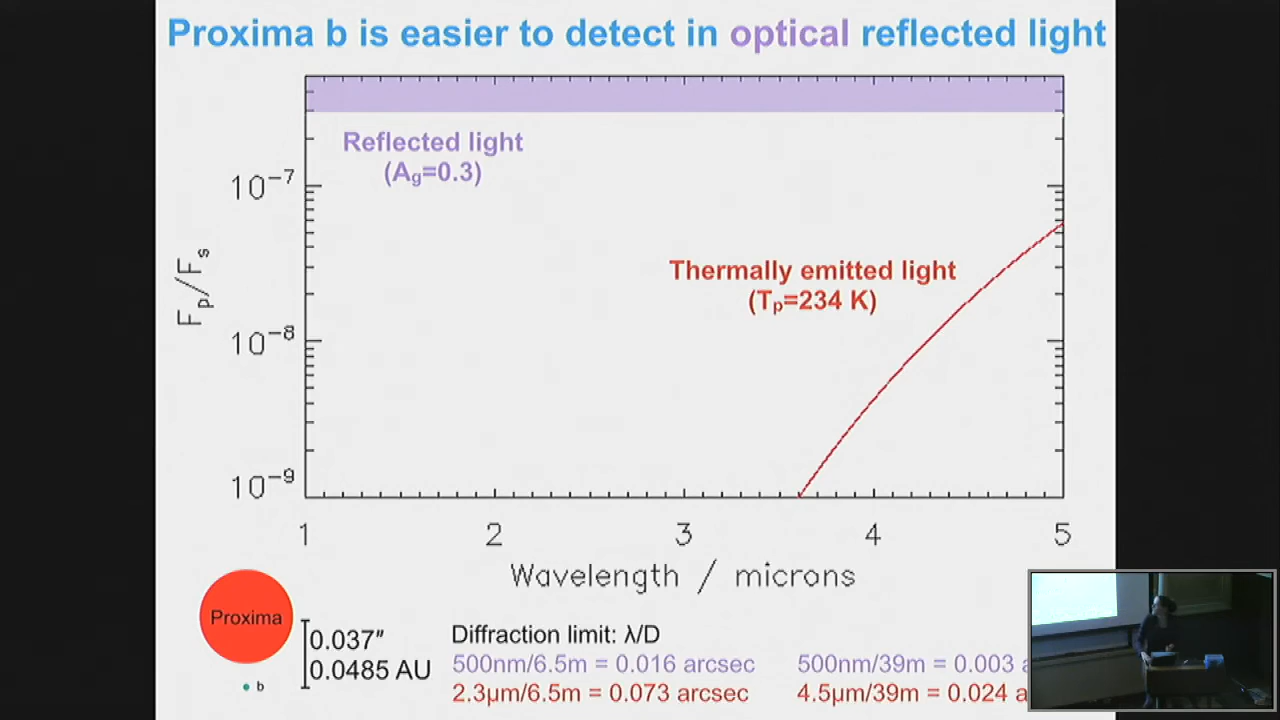 Proxima b is easier to detect in optical reflected light
Reflected light
(Ag=0.3)
10⁻⁷
Thermally emitted light
(Tp=234 K)
Fp/Fs
10⁻⁸
10⁻⁹
1 2 3 4 5
Wavelength / microns
Proxima
b
0.037″
0.0485 AU
Diffraction limit: λ/D
500nm/6.5m = 0.016 arcsec 500nm/39m = 0.003
2.3μm/6.5m = 0.073 arcsec 4.5μm/39m = 0.024